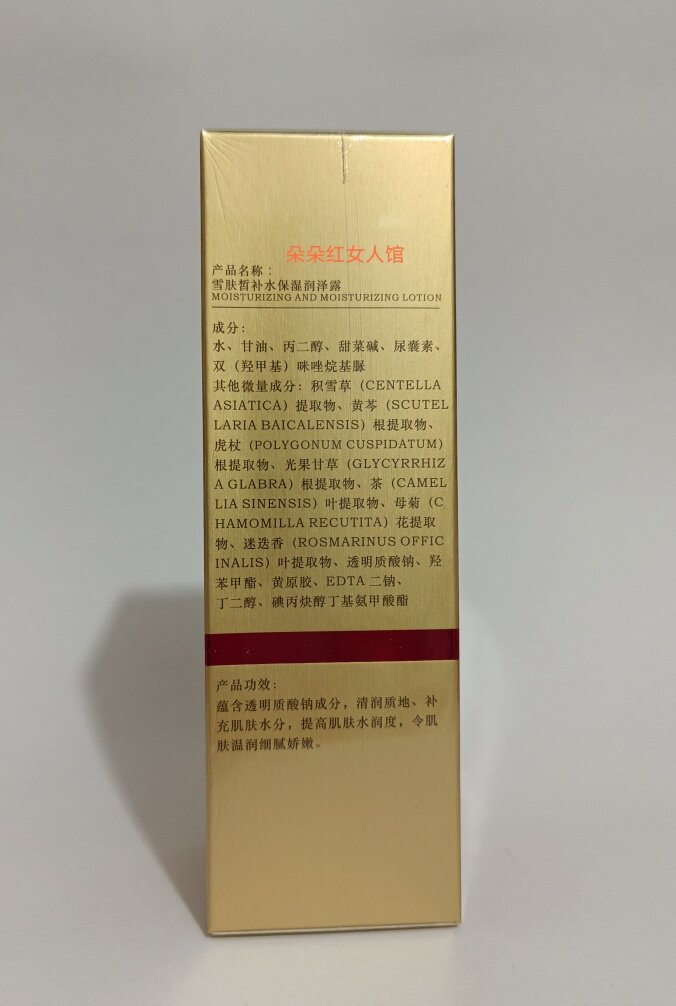 朵朵红女人馆
产品名称：
雪肤皙补水保湿润泽露
MOISTURIZING AND MOISTURIZING LOTION
成分：
水、甘油、丙二醇、甜菜碱、尿囊素、
双（羟甲基）咪唑烷基脲
其他微量成分：积雪草（CENTELLA
ASIATICA）提取物、黄芩（SCUTEL
LARIA BAICALENSIS）根提取物、
虎杖（POLYGONUM CUSPIDATUM）
根提取物、光果甘草（GLYCYRRHIZ
A GLABRA）根提取物、茶（CAMEL
LIA SINENSIS）叶提取物、母菊（C
HAMOMILLA RECUTITA）花提取
物、迷迭香（ROSMARINUS OFFIC
INALIS）叶提取物、透明质酸钠、羟
苯甲酯、黄原胶、EDTA 二钠、
丁二醇、碘丙炔醇丁基氨甲酸酯
产品功效：
蕴含透明质酸钠成分，清润质地、补
充肌肤水分，提高肌肤水润度，令肌
肤温润细腻娇嫩。